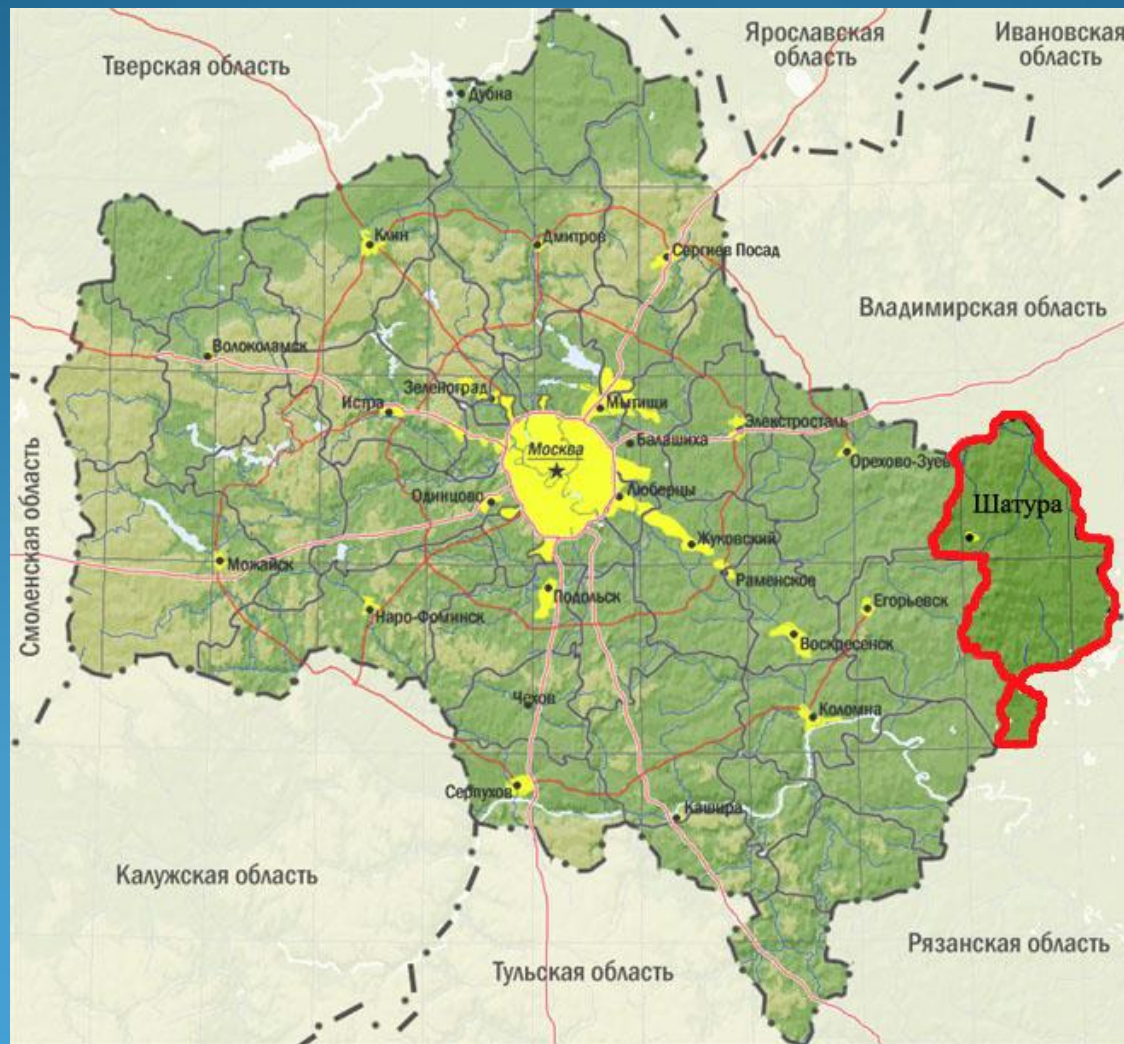 Ярославская
область
Ивановская
область
Тверская область
Дубна
Клин
Дмитров
Сергиев Посад
Владимирская область
Волоколамск
Зеленоград
Истра
Мытищи
Элекстросталь
Балашиха
Москва
Орехово-Зуев
Одинцово
Люберцы
Шатура
Смоленская область
Жуковский
Можайск
Раменское
Подольск
Наро-Фоминск
Егорьевск
Воскресенск
Чехов
Коломна
Серпухов
Кашира
Калужская область
Рязанская область
Тульская область